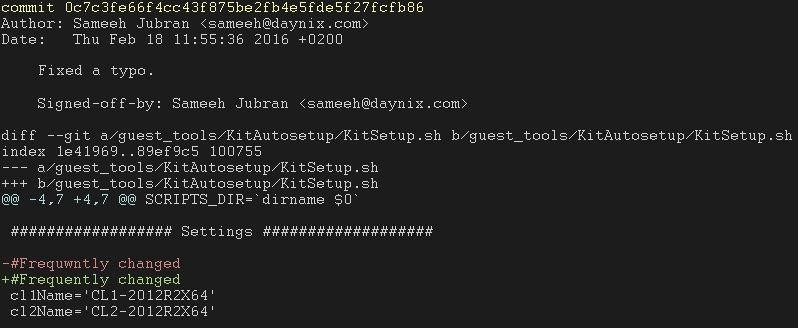 commit 0c7c3fe66f4cc43f875be2fb4e5fde5f27fcfb86
Author: Sameeh Jubran <sameeh@daynix.com>
Date:   Thu Feb 18 11:55:36 2016 +0200
Fixed a typo.
Signed-off-by: Sameeh Jubran <sameeh@daynix.com>
diff --git a/guest_tools/KitAutosetup/KitSetup.sh b/guest_tools/KitAutosetup/KitSetup.sh
index 1e41969..89ef9c5 100755
--- a/guest_tools/KitAutosetup/KitSetup.sh
+++ b/guest_tools/KitAutosetup/KitSetup.sh
@@ -4,7 +4,7 @@ SCRIPTS_DIR=`dirname $0`
################## Settings ###################
-#Frequwntly changed
+#Frequently changed
cl1Name='CL1-2012R2X64'
cl2Name='CL2-2012R2X64'